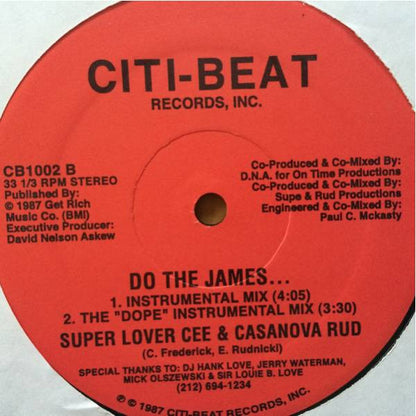 CITI-BEAT
RECORDS, INC.
CB1002 B
33 1/3 RPM STEREO
Published By:
© 1987 Get Rich
Music Co. (BMI)
Executive Producer:
David Nelson Askew
Co-Produced & Co-Mixed By:
D.N.A. for On Time Productions
Co-Produced & Co-Mixed By:
Supe & Rud Productions
Engineered & Co-Mixed By:
Paul C. Mckasty
DO THE JAMES...
1. INSTRUMENTAL MIX (4:05)
2. THE "DOPE" INSTRUMENTAL MIX (3:30)
SUPER LOVER CEE & CASANOVA RUD
(C. Frederick, E. Rudnicki)
SPECIAL THANKS TO: DJ HANK LOVE, JERRY WATERMAN,
MICK OLSZEWSKI & SIR LOUIE B. LOVE
(212) 694-1234
℗ © 1987 CITI-BEAT RECORDS, INC.